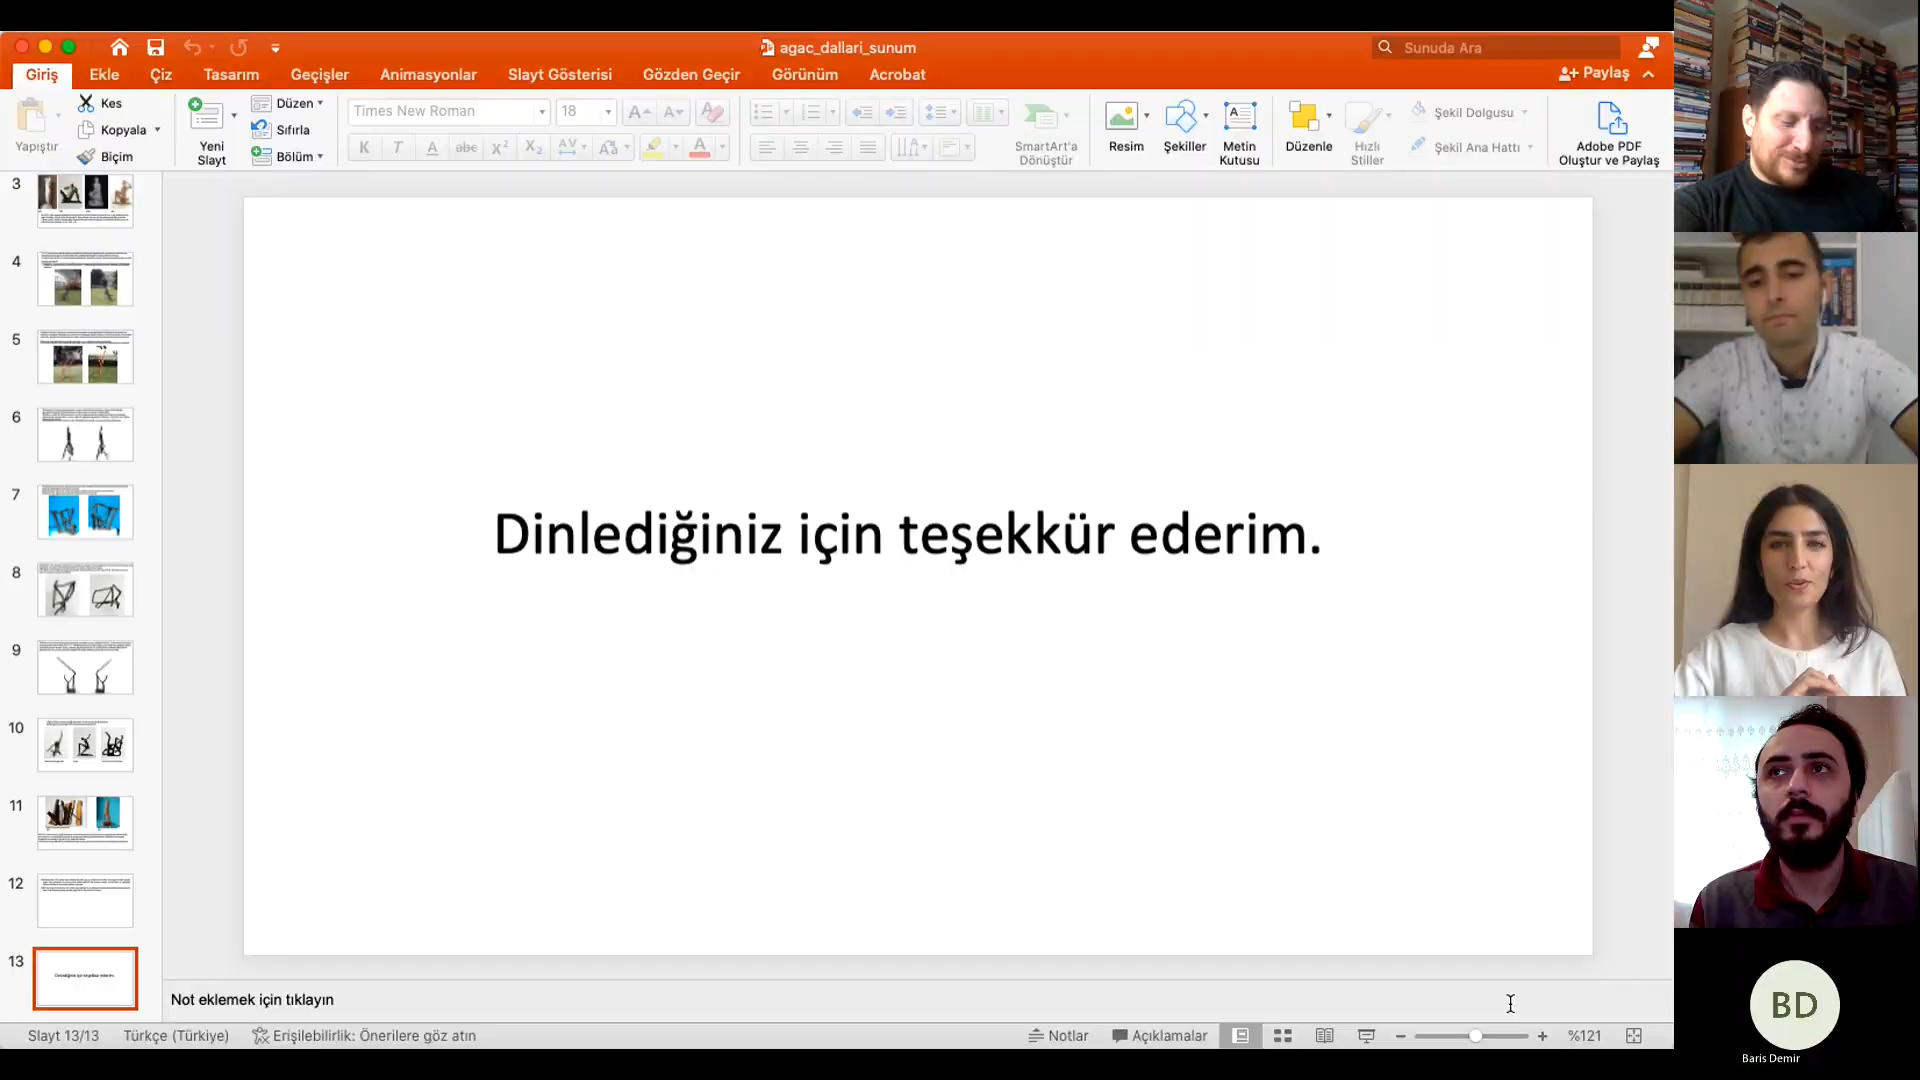 agac_dallari_sunum
Sunuda Ara
Giriş Ekle Çiz Tasarım Geçişler Animasyonlar Slayt Gösterisi Gözden Geçir Görünüm Acrobat
Paylaş
Yapıştır
Kes
Kopyala
Biçim
Yeni
Slayt
Düzen
Sıfırla
Bölüm
Times New Roman
18
SmartArt'a
Dönüştür
Resim
Şekiller
Metin
Kutusu
Düzenle
Hızlı
Stiller
Şekil Dolgusu
Şekil Ana Hattı
Adobe PDF
Oluştur ve Paylaş
3
4
5
6
7
8
9
10
11
12
13
Dinlediğiniz için teşekkür ederim.
Dinlediğiniz için teşekkür ederim.
Not eklemek için tıklayın
Slayt 13/13
Türkçe (Türkiye)
Erişilebilirlik: Önerilere göz atın
Notlar
Açıklamalar
%121
BD
Baris Demir